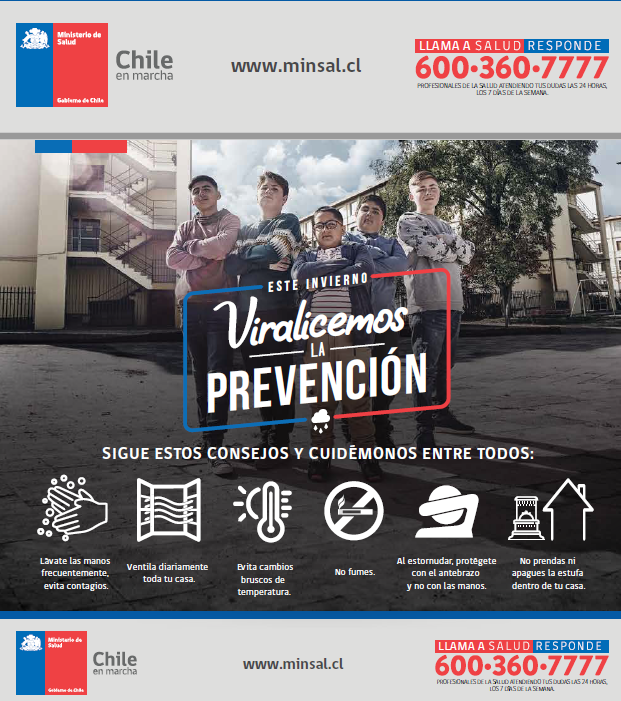 Ministerio de
Salud
Gobierno de Chile
Chile
en marcha
www.minsal.cl
LLAMA A SALUD RESPONDE
600•360•7777
PROFESIONALES DE LA SALUD ATENDIENDO TUS DUDAS LAS 24 HORAS,
LOS 7 DÍAS DE LA SEMANA.
ESTE INVIERNO
Viralicemos
LA
PREVENCIÓN
SIGUE ESTOS CONSEJOS Y CUIDÉMONOS ENTRE TODOS:
Lávate las manos
frecuentemente,
evita contagios.
Ventila diariamente
toda tu casa.
Evita cambios
bruscos de
temperatura.
No fumes.
Al estornudar, protégete
con el antebrazo
y no con las manos.
No prendas ni
apagues la estufa
dentro de tu casa.
Ministerio de
Salud
Gobierno de Chile
Chile
en marcha
www.minsal.cl
LLAMA A SALUD RESPONDE
600•360•7777
PROFESIONALES DE LA SALUD ATENDIENDO TUS DUDAS LAS 24 HORAS,
LOS 7 DÍAS DE LA SEMANA.